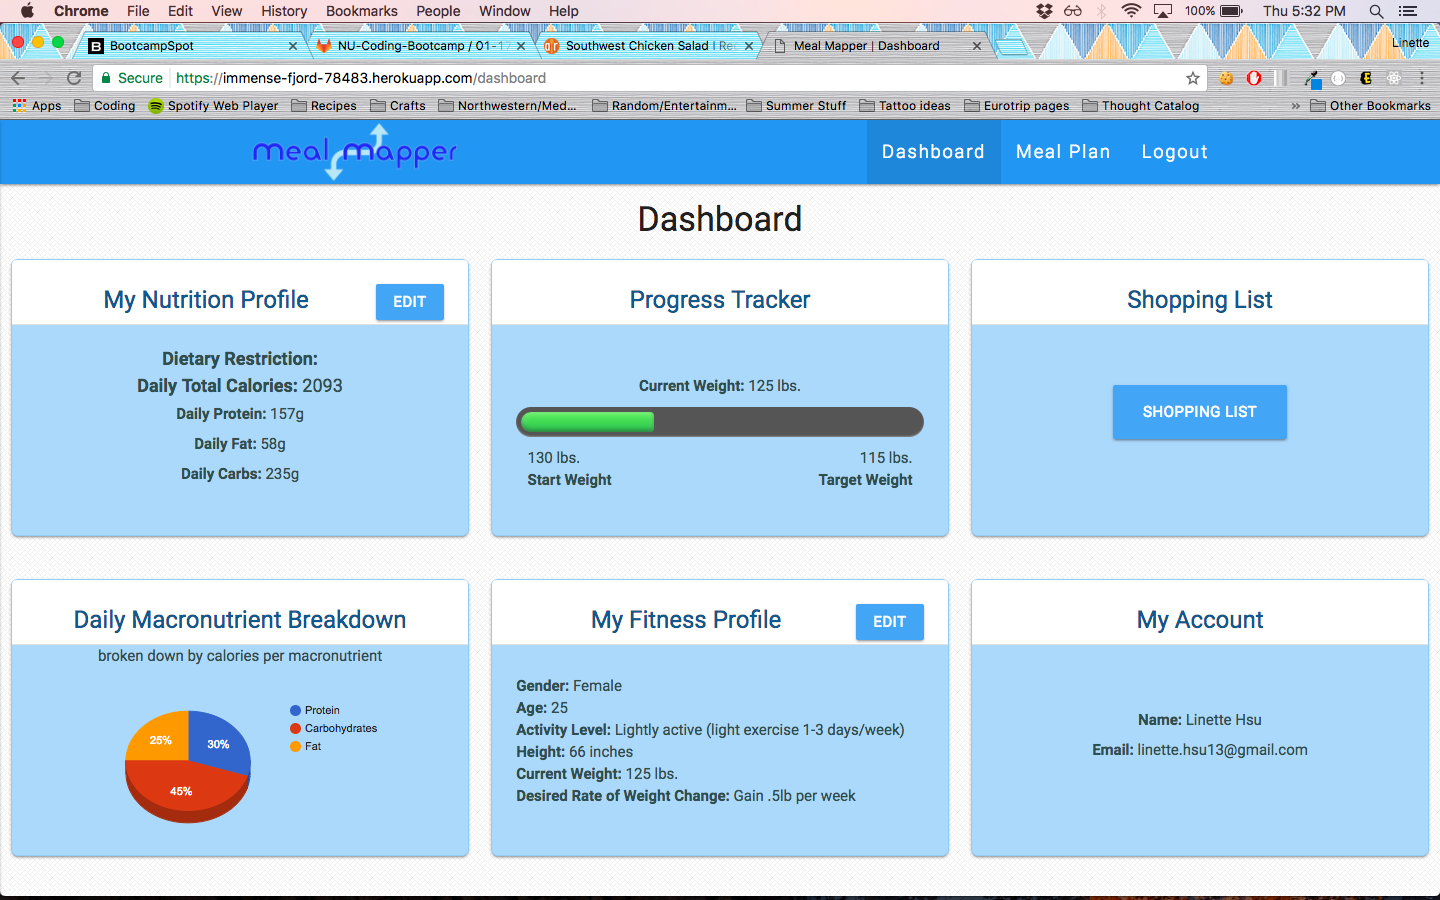 Chrome File Edit View History Bookmarks People Window Help 100% Thu 5:32 PM
BootcampSpot NU-Coding-Bootcamp / 01-17 Southwest Chicken Salad | Rec Meal Mapper | Dashboard Linette
Secure https://immense-fjord-78483.herokuapp.com/dashboard
Apps Coding Spotify Web Player Recipes Crafts Northwestern/Med... Random/Entertainm... Summer Stuff Tattoo ideas Eurotrip pages Thought Catalog » Other Bookmarks
meal mapper Dashboard Meal Plan Logout
Dashboard
My Nutrition Profile EDIT
Dietary Restriction:
Daily Total Calories: 2093
Daily Protein: 157g
Daily Fat: 58g
Daily Carbs: 235g
Progress Tracker
Current Weight: 125 lbs.
130 lbs. 115 lbs.
Start Weight Target Weight
Shopping List
SHOPPING LIST
Daily Macronutrient Breakdown
broken down by calories per macronutrient
Protein
Carbohydrates
Fat
25% 30%
45%
My Fitness Profile EDIT
Gender: Female
Age: 25
Activity Level: Lightly active (light exercise 1-3 days/week)
Height: 66 inches
Current Weight: 125 lbs.
Desired Rate of Weight Change: Gain .5lb per week
My Account
Name: Linette Hsu
Email: linette.hsu13@gmail.com